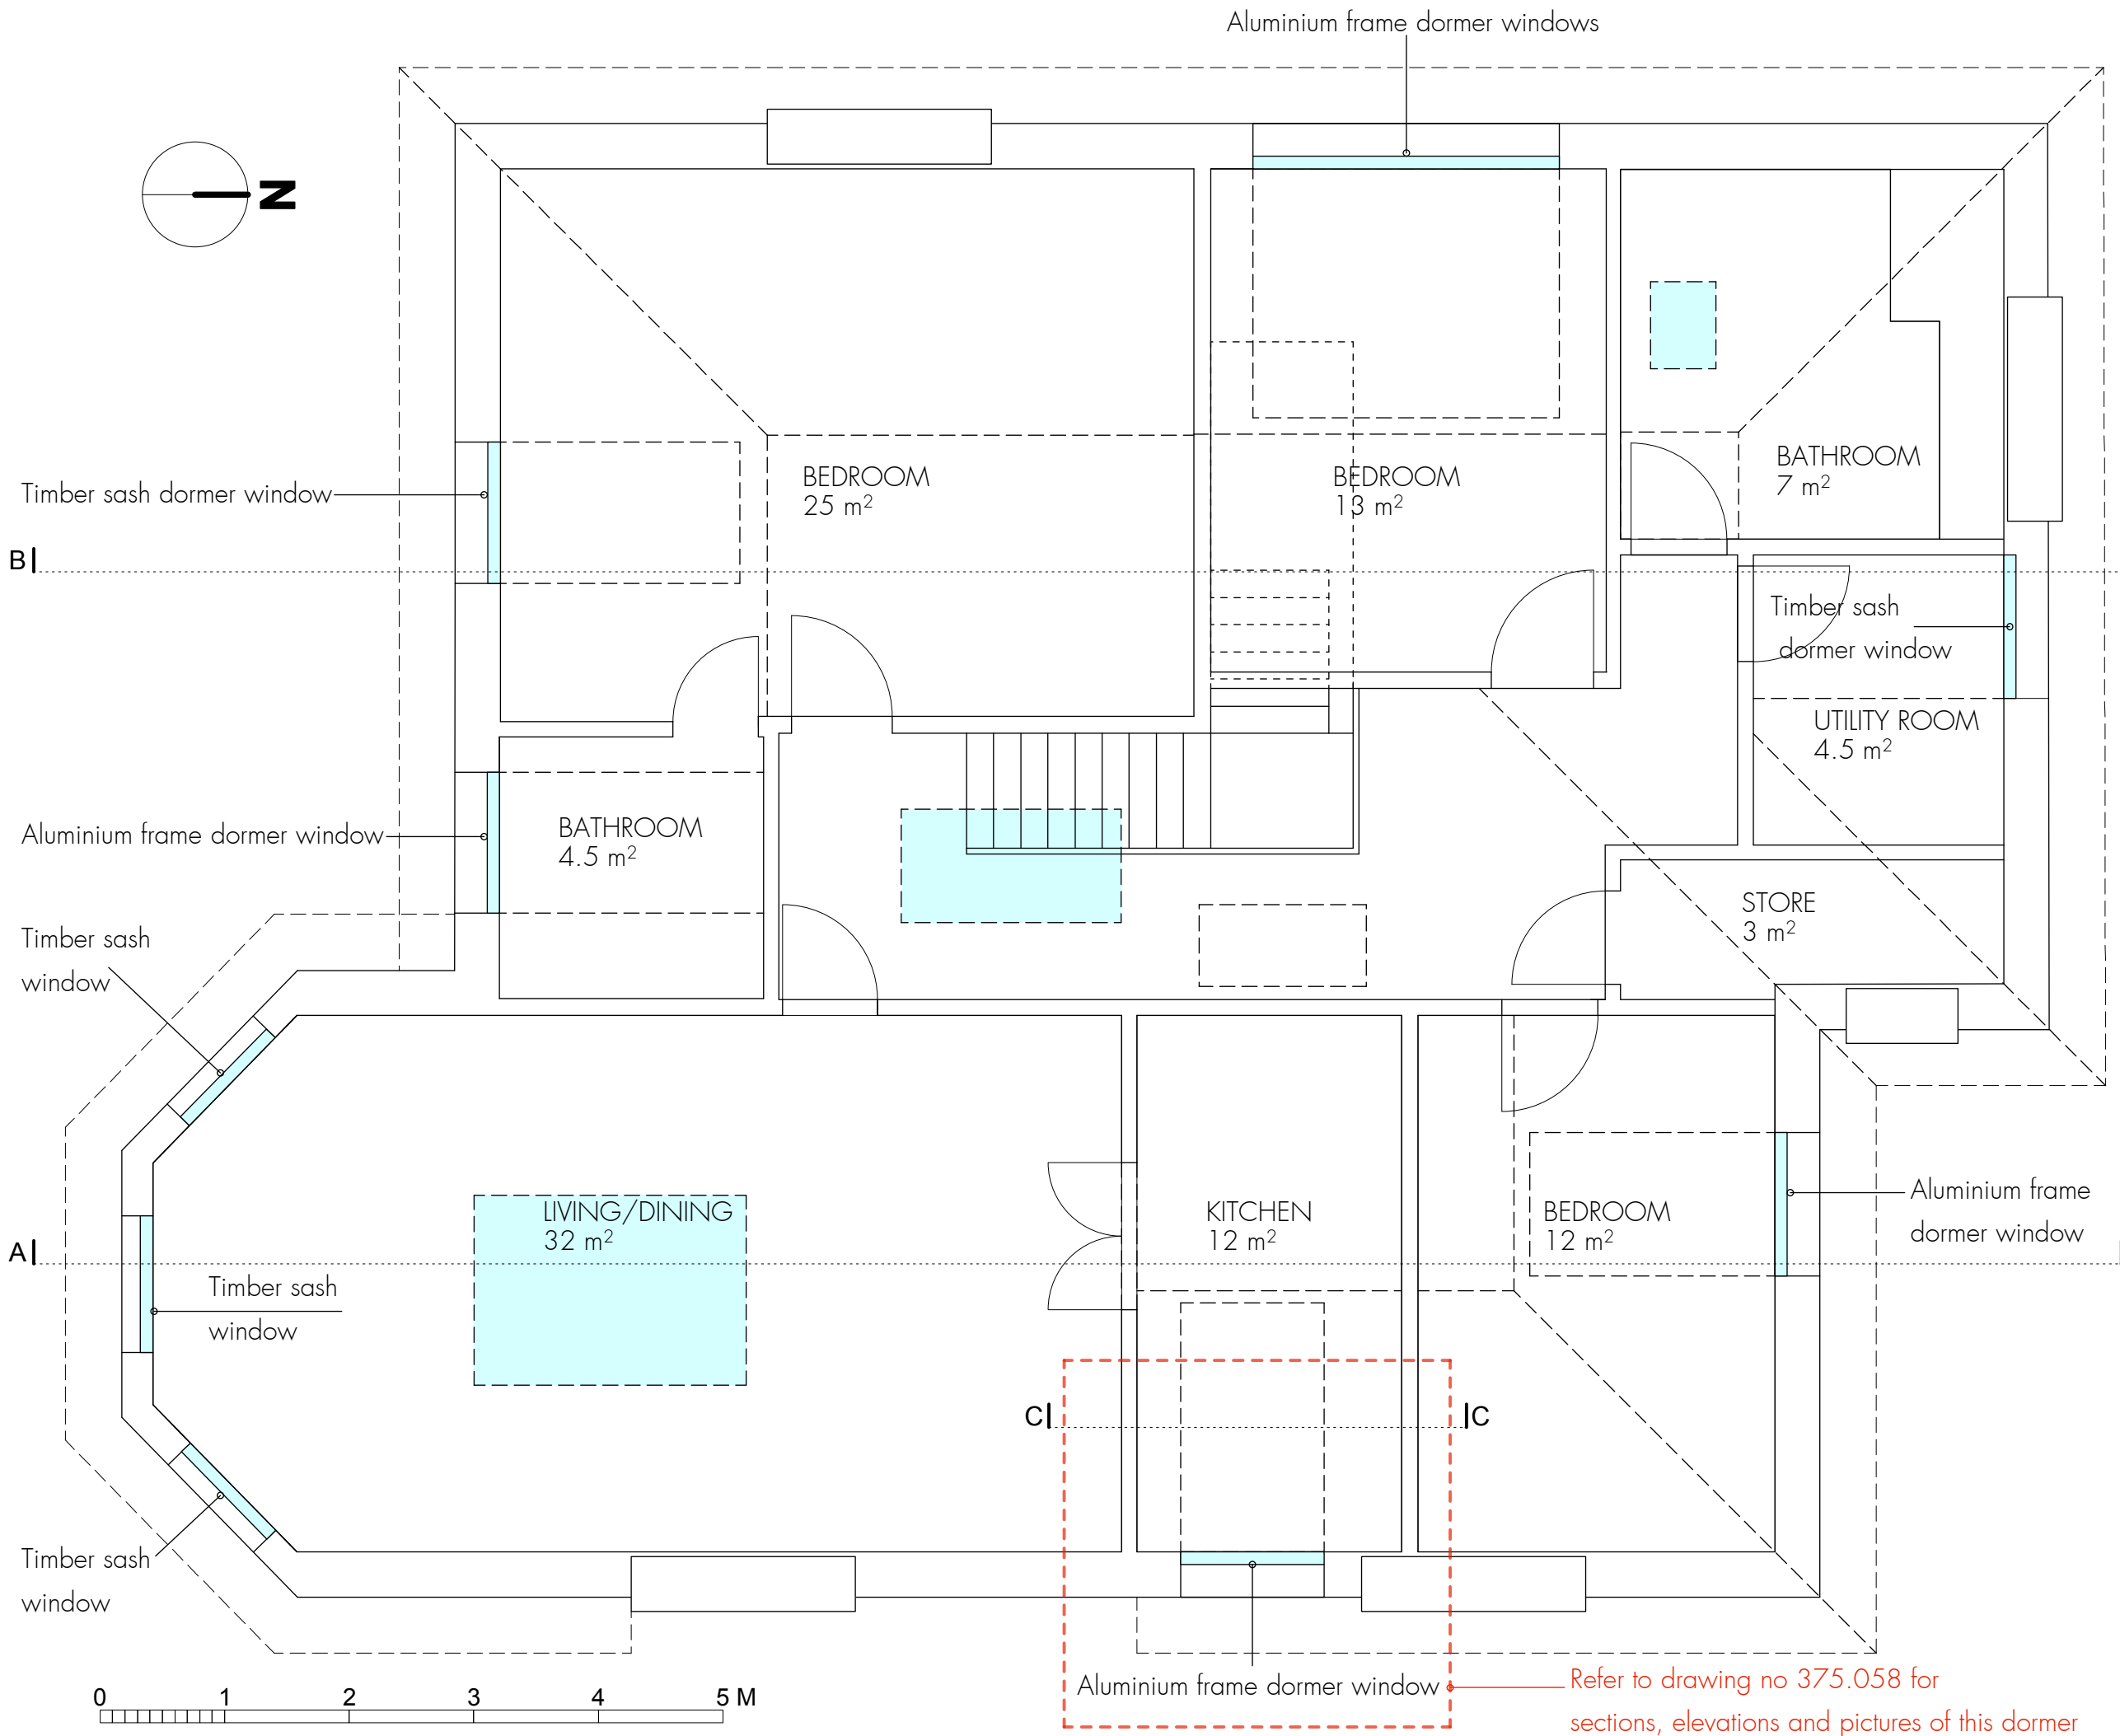 Aluminium frame dormer windows
N
Timber sash dormer window
BEDROOM
25 m²
BEDROOM
13 m²
BATHROOM
7 m²
B
Timber sash
dormer window
UTILITY ROOM
4.5 m²
Aluminium frame dormer window
BATHROOM
4.5 m²
STORE
3 m²
Timber sash
window
A
LIVING/DINING
32 m²
KITCHEN
12 m²
BEDROOM
12 m²
Aluminium frame
dormer window
Timber sash
window
C
C
Timber sash
window
Aluminium frame dormer window
Refer to drawing no 375.058 for
sections, elevations and pictures of this dormer
0 1 2 3 4 5 M